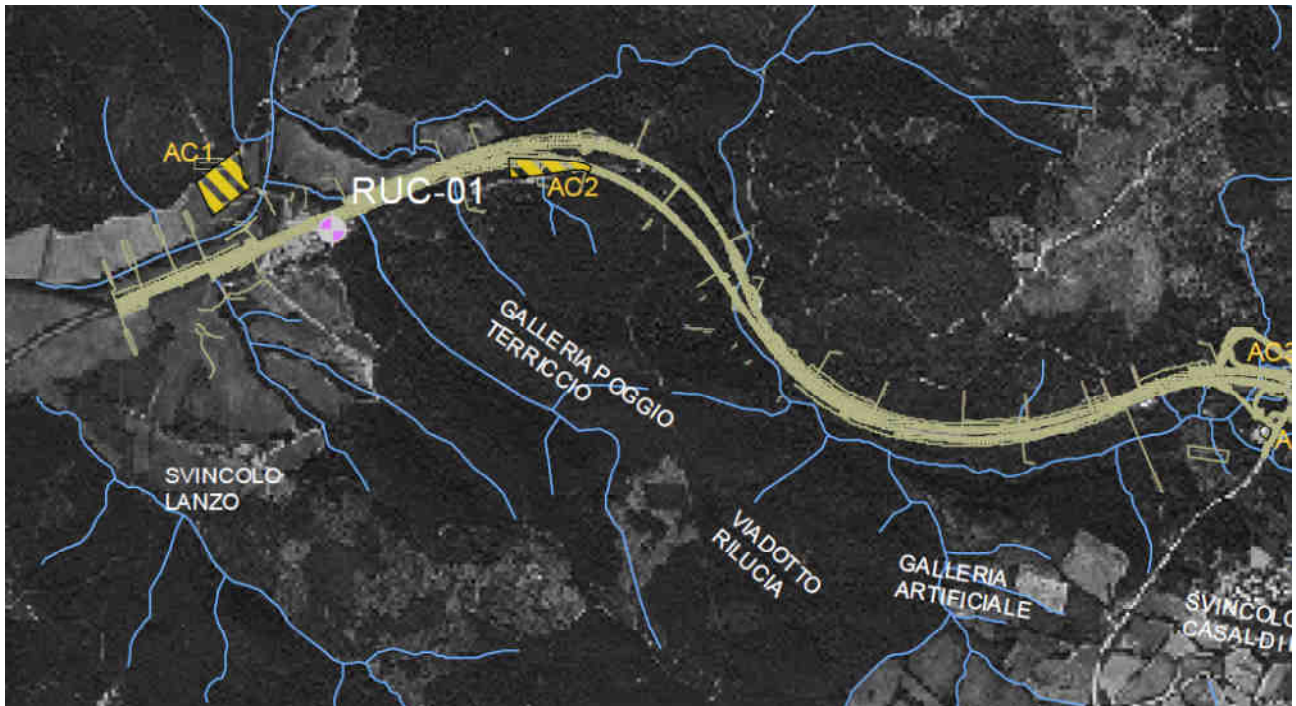 AC1
RUC-01
AC2
GALLERIA POGGIO
TERRICCIO
SVINCOLO
LANZO
VIADOTTO
RILUCIA
GALLERIA
ARTIFICIALE
SVINCOLO